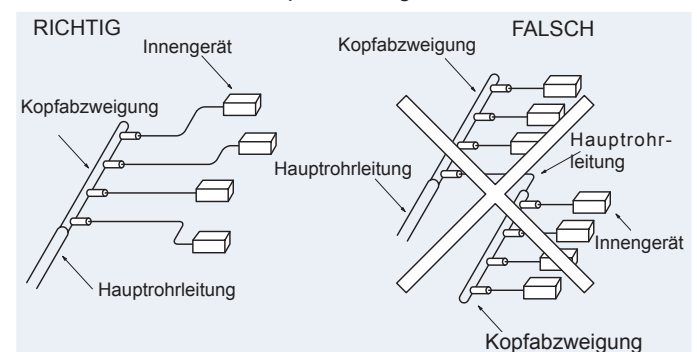 RICHTIG
Innengerät
Kopfabzweigung
Hauptrohrleitung
FALSCH
Kopfabzweigung
Hauptrohr-
leitung
Hauptrohrleitung
Innengerät
Kopfabzweigung